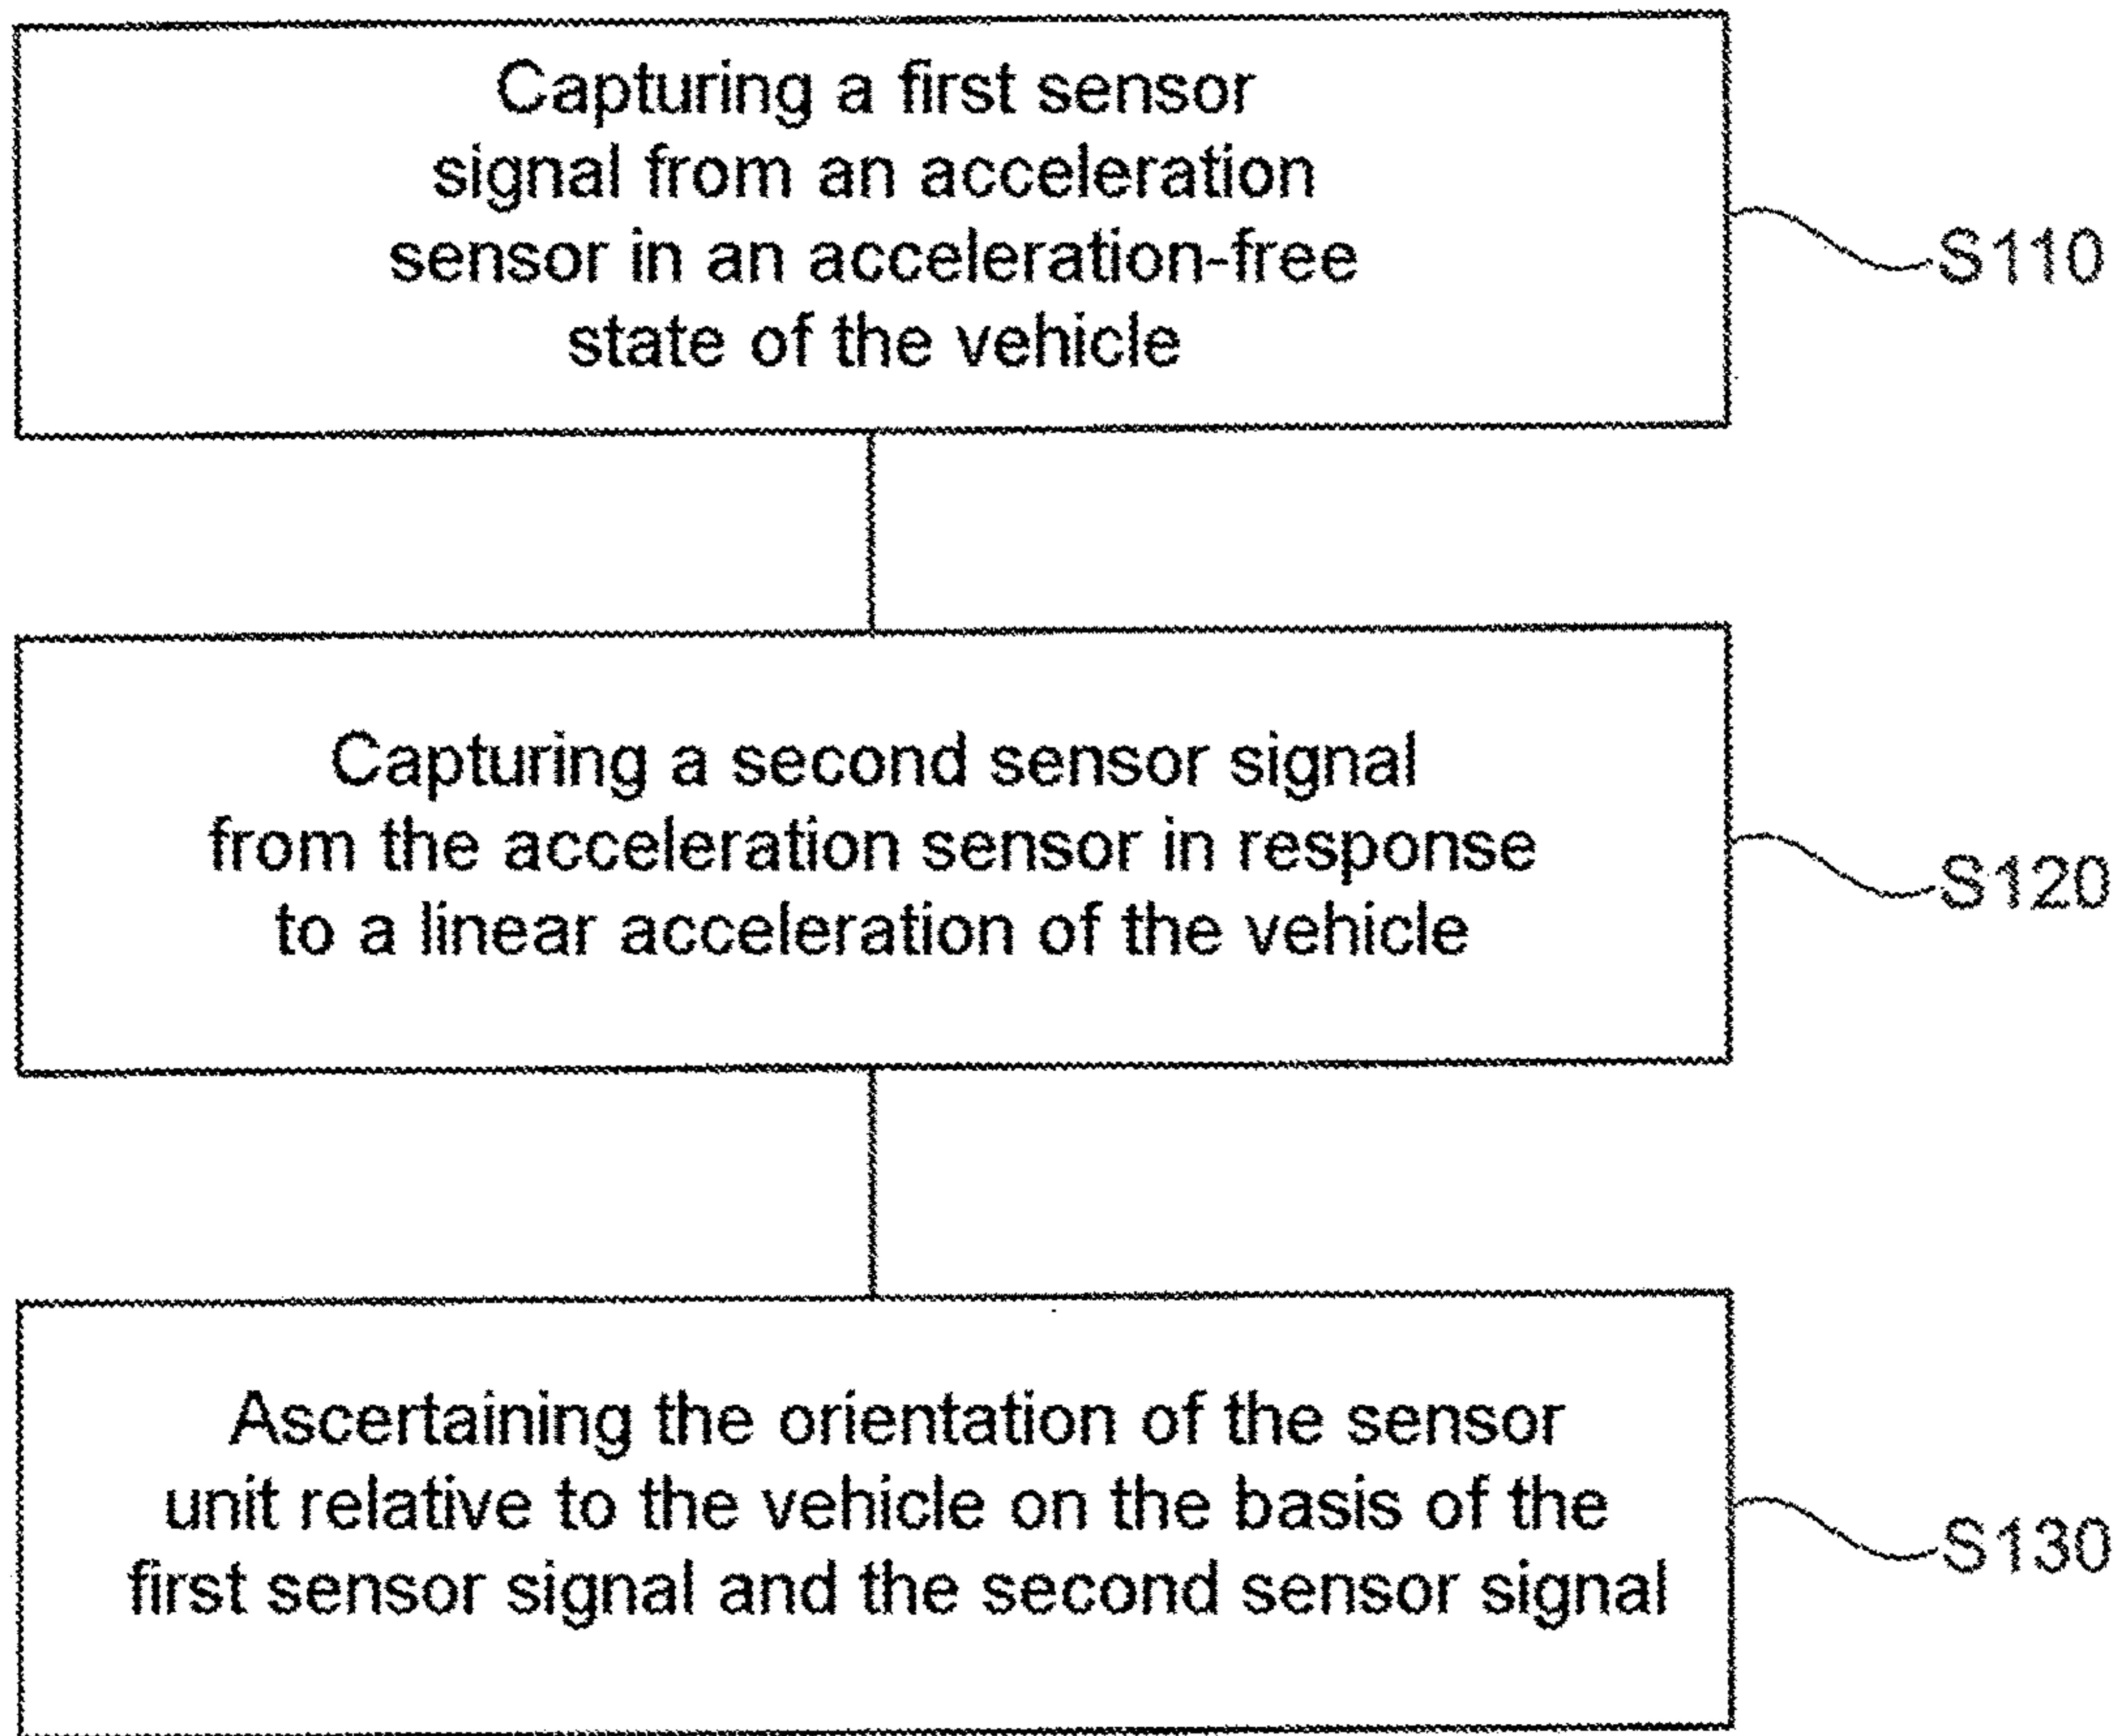 Capturing a first sensor
signal from an acceleration
sensor in an acceleration-free
state of the vehicle
S110
Capturing a second sensor signal
from the acceleration sensor in response
to a linear acceleration of the vehicle
S120
Ascertaining the orientation of the sensor
unit relative to the vehicle on the basis of the
first sensor signal and the second sensor signal
S130